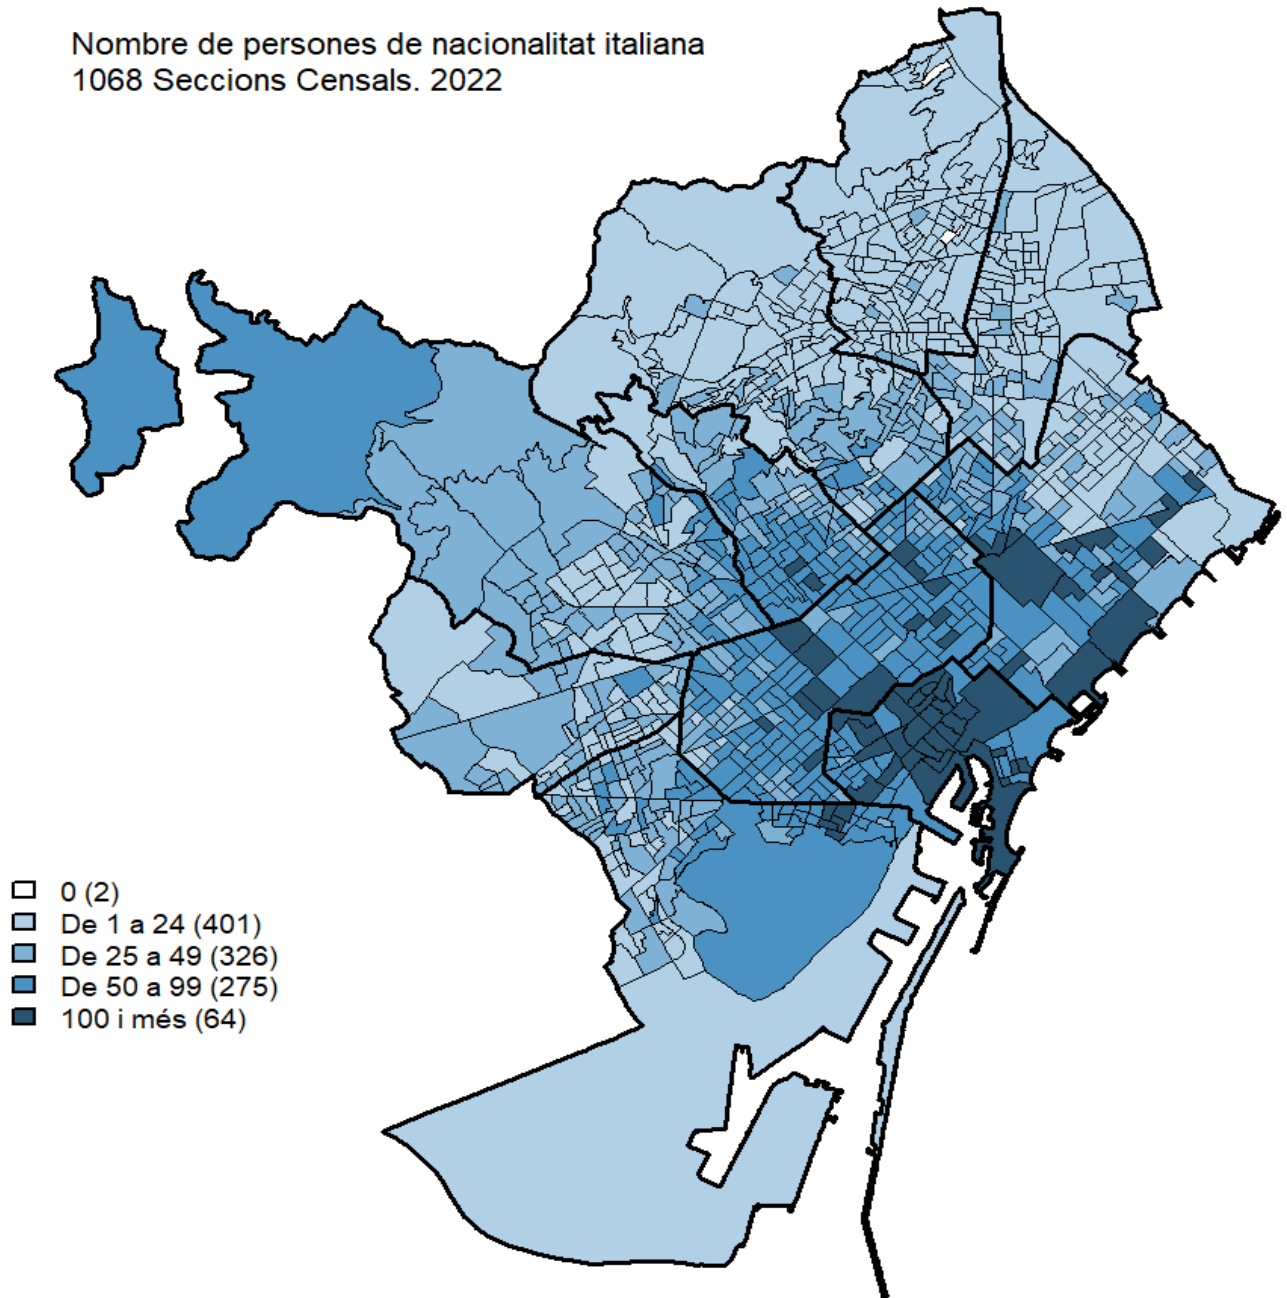 Nombre de persones de nacionalitat italiana
1068 Seccions Censals. 2022
0 (2)
De 1 a 24 (401)
De 25 a 49 (326)
De 50 a 99 (275)
100 i més (64)